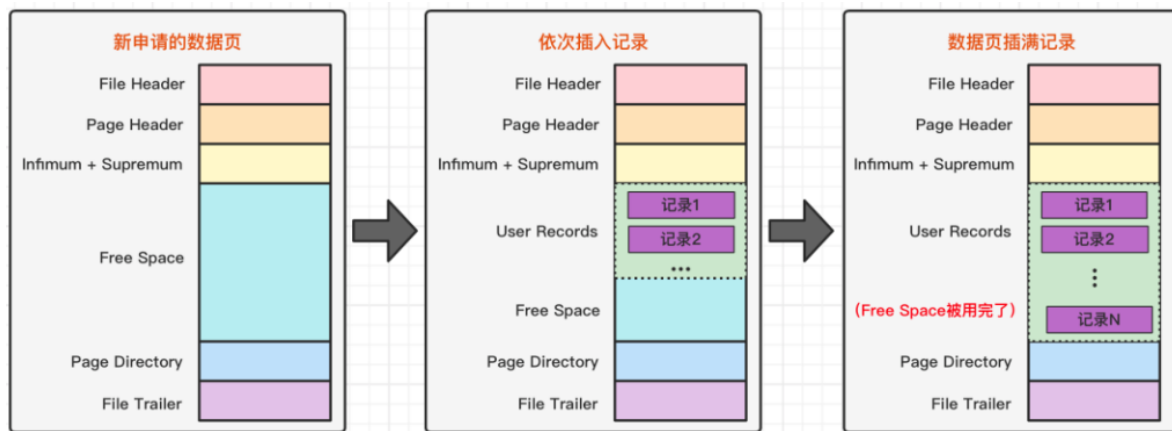 新申请的数据页
File Header
Page Header
Infimum + Supremum
Free Space
Page Directory
File Trailer
依次插入记录
File Header
Page Header
Infimum + Supremum
User Records
记录1
记录2
...
Free Space
Page Directory
File Trailer
数据页插满记录
File Header
Page Header
Infimum + Supremum
User Records
记录1
记录2
⋮
(Free Space被用完了)
记录N
Page Directory
File Trailer